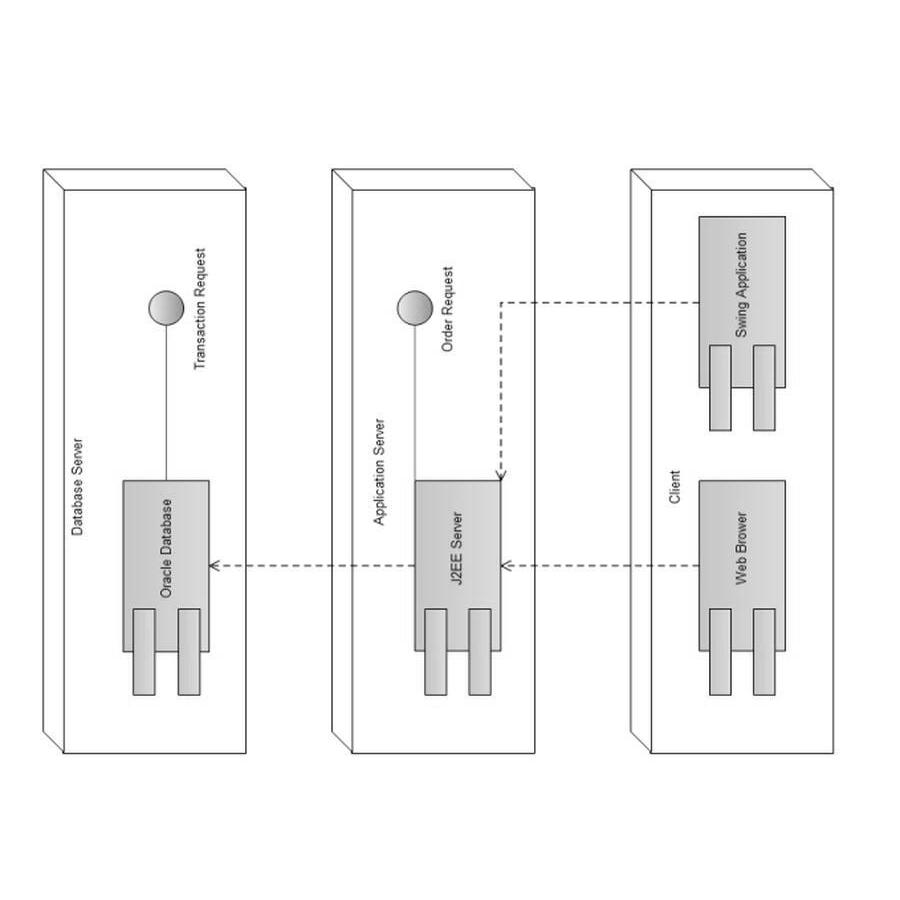 Database Server
Transaction Request
Oracle Database
Application Server
Order Request
J2EE Server
Client
Swing Application
Web Brower